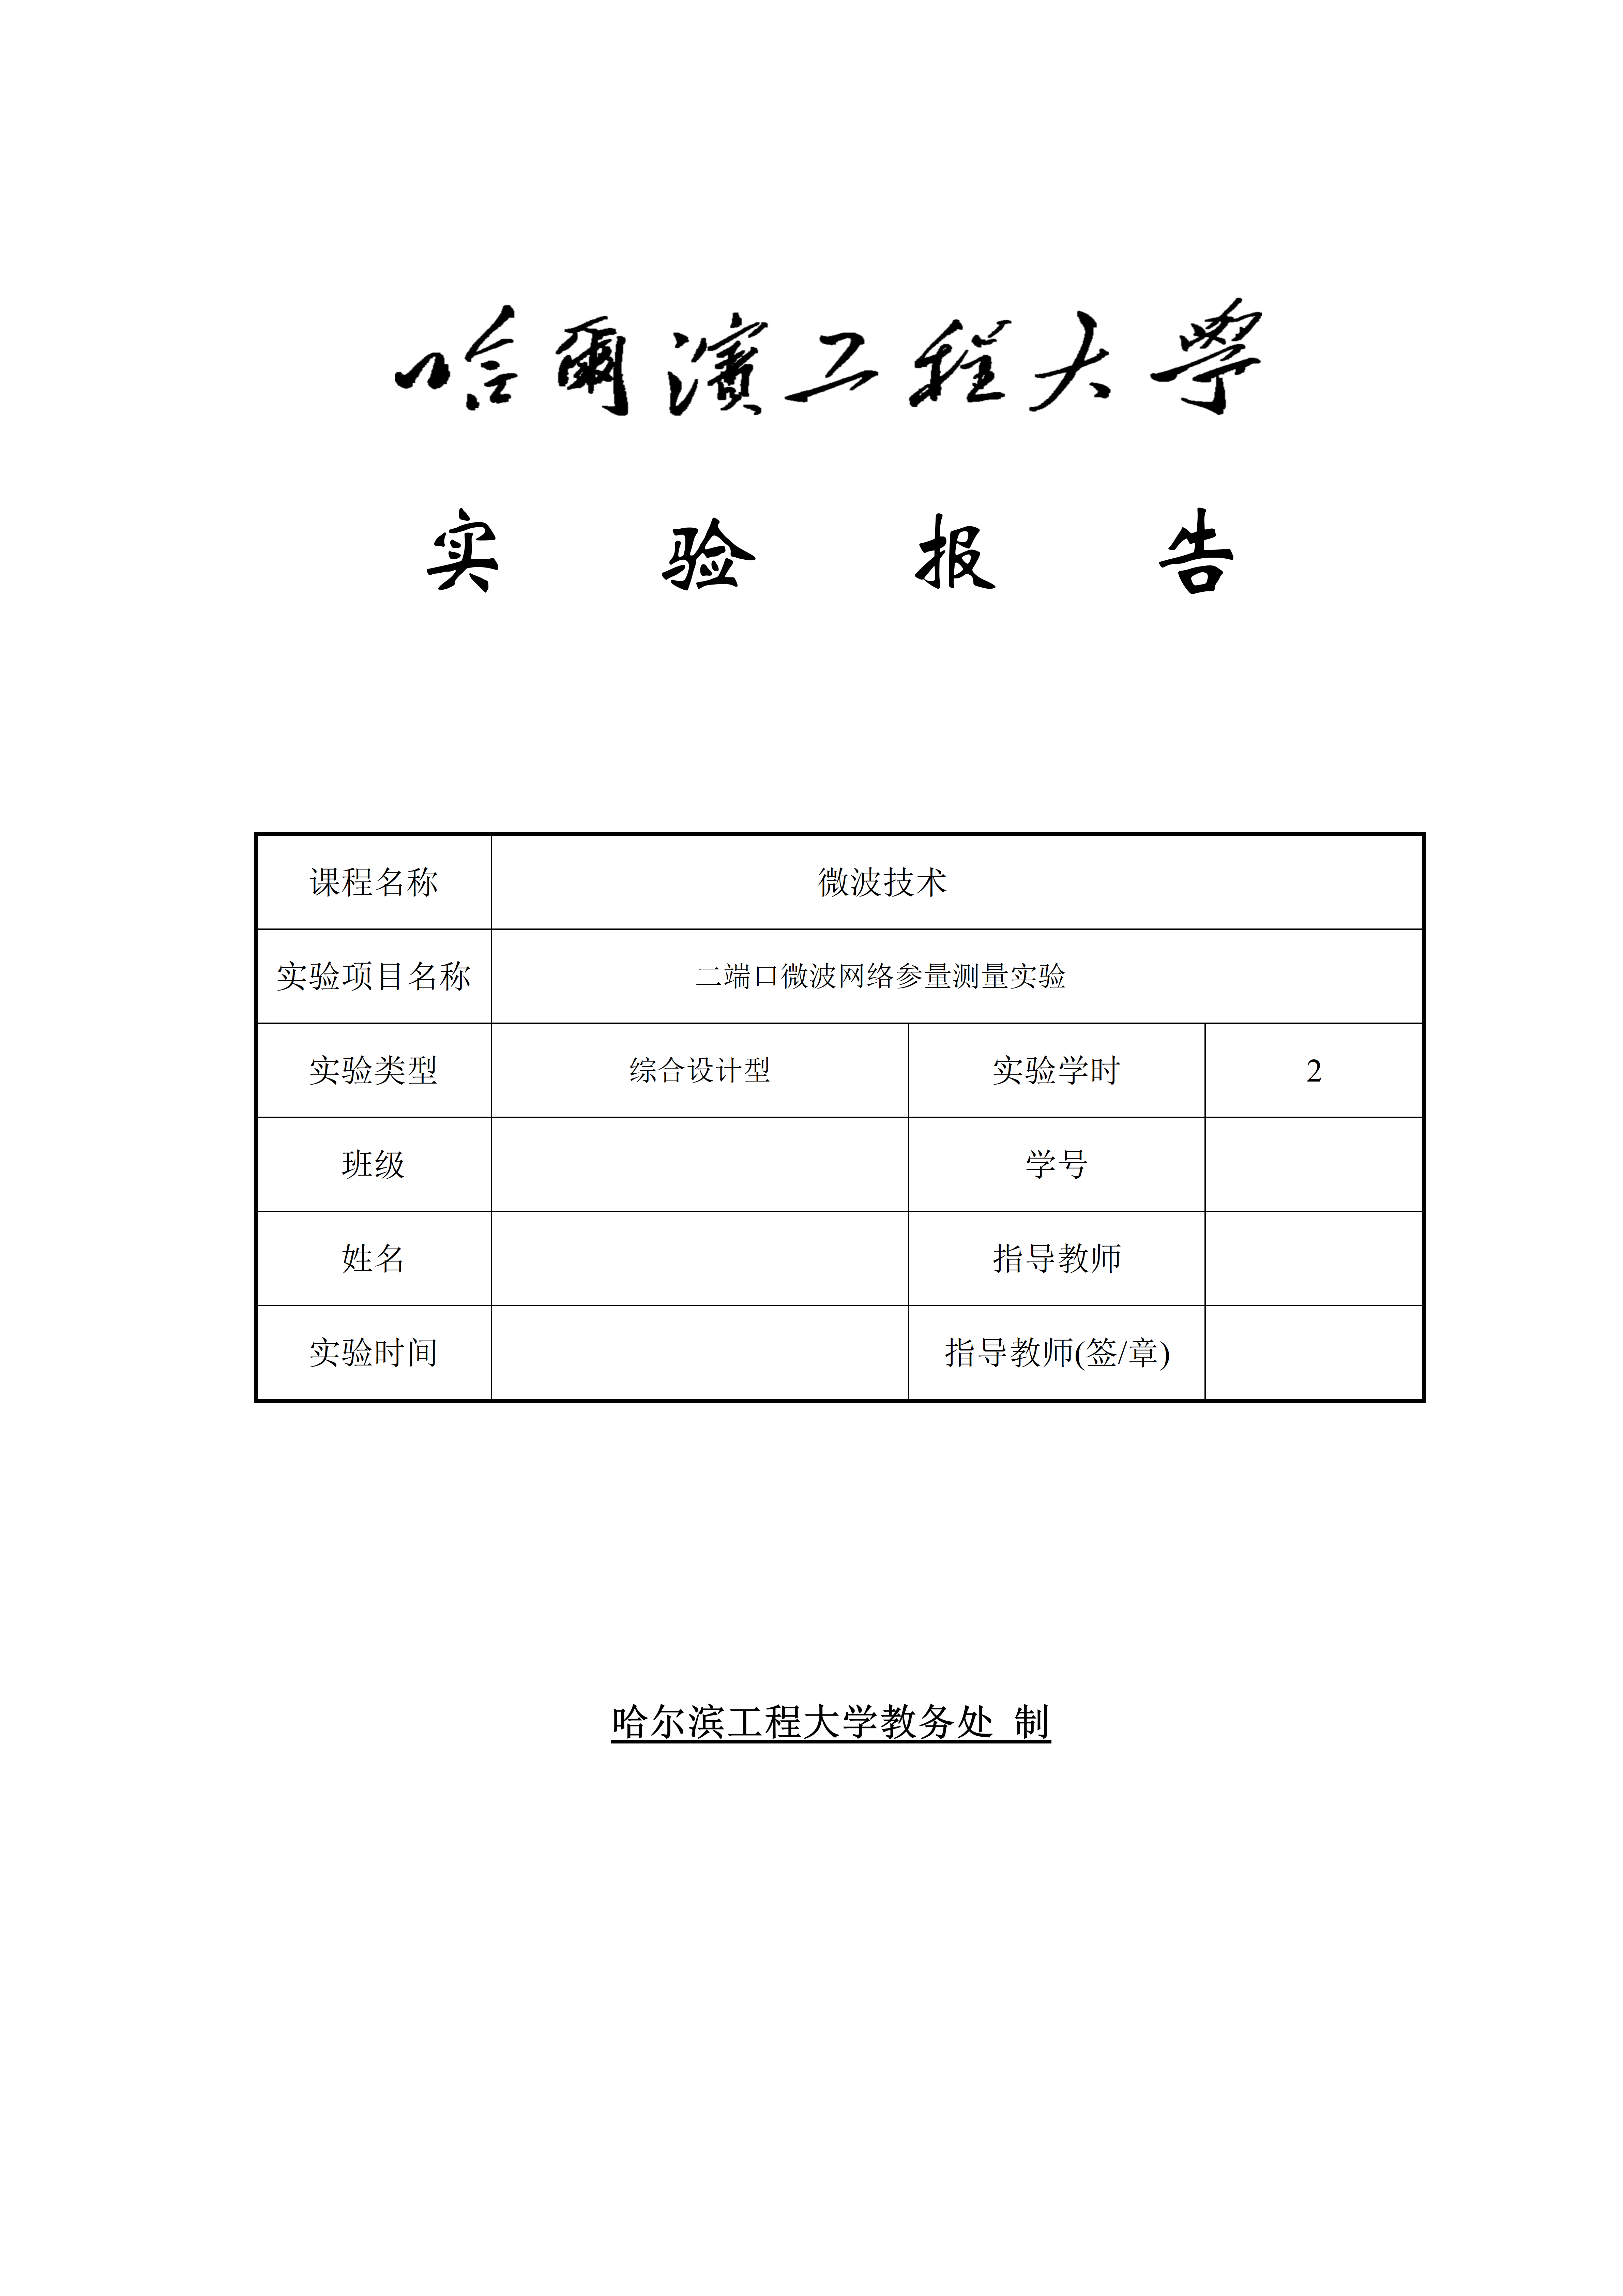 哈爾濱工程大學
实 验 报 告
课程名称 微波技术
实验项目名称 二端口微波网络参量测量实验
实验类型 综合设计型 实验学时 2
班级 学号
姓名 指导教师
实验时间 指导教师(签/章)
哈尔滨工程大学教务处 制